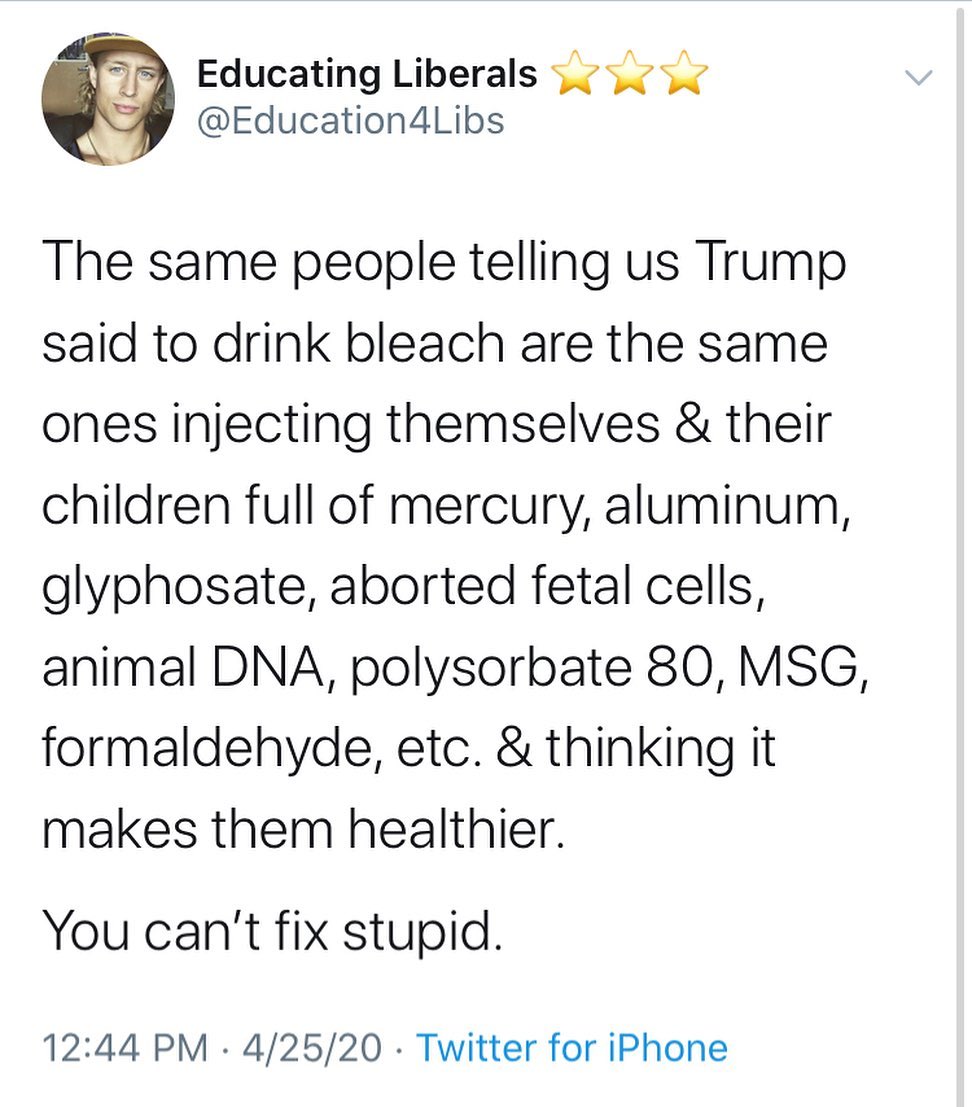 Educating Liberals ⭐⭐⭐
@Education4Libs
The same people telling us Trump
said to drink bleach are the same
ones injecting themselves & their
children full of mercury, aluminum,
glyphosate, aborted fetal cells,
animal DNA, polysorbate 80, MSG,
formaldehyde, etc. & thinking it
makes them healthier.
You can’t fix stupid.
12:44 PM · 4/25/20 · Twitter for iPhone